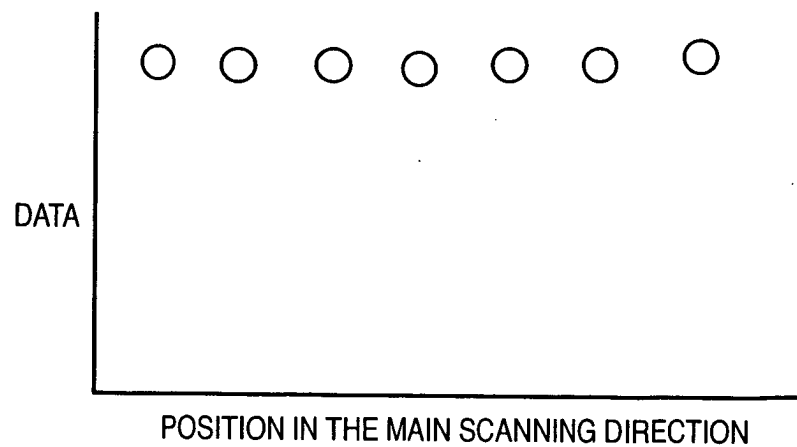 DATA
POSITION IN THE MAIN SCANNING DIRECTION